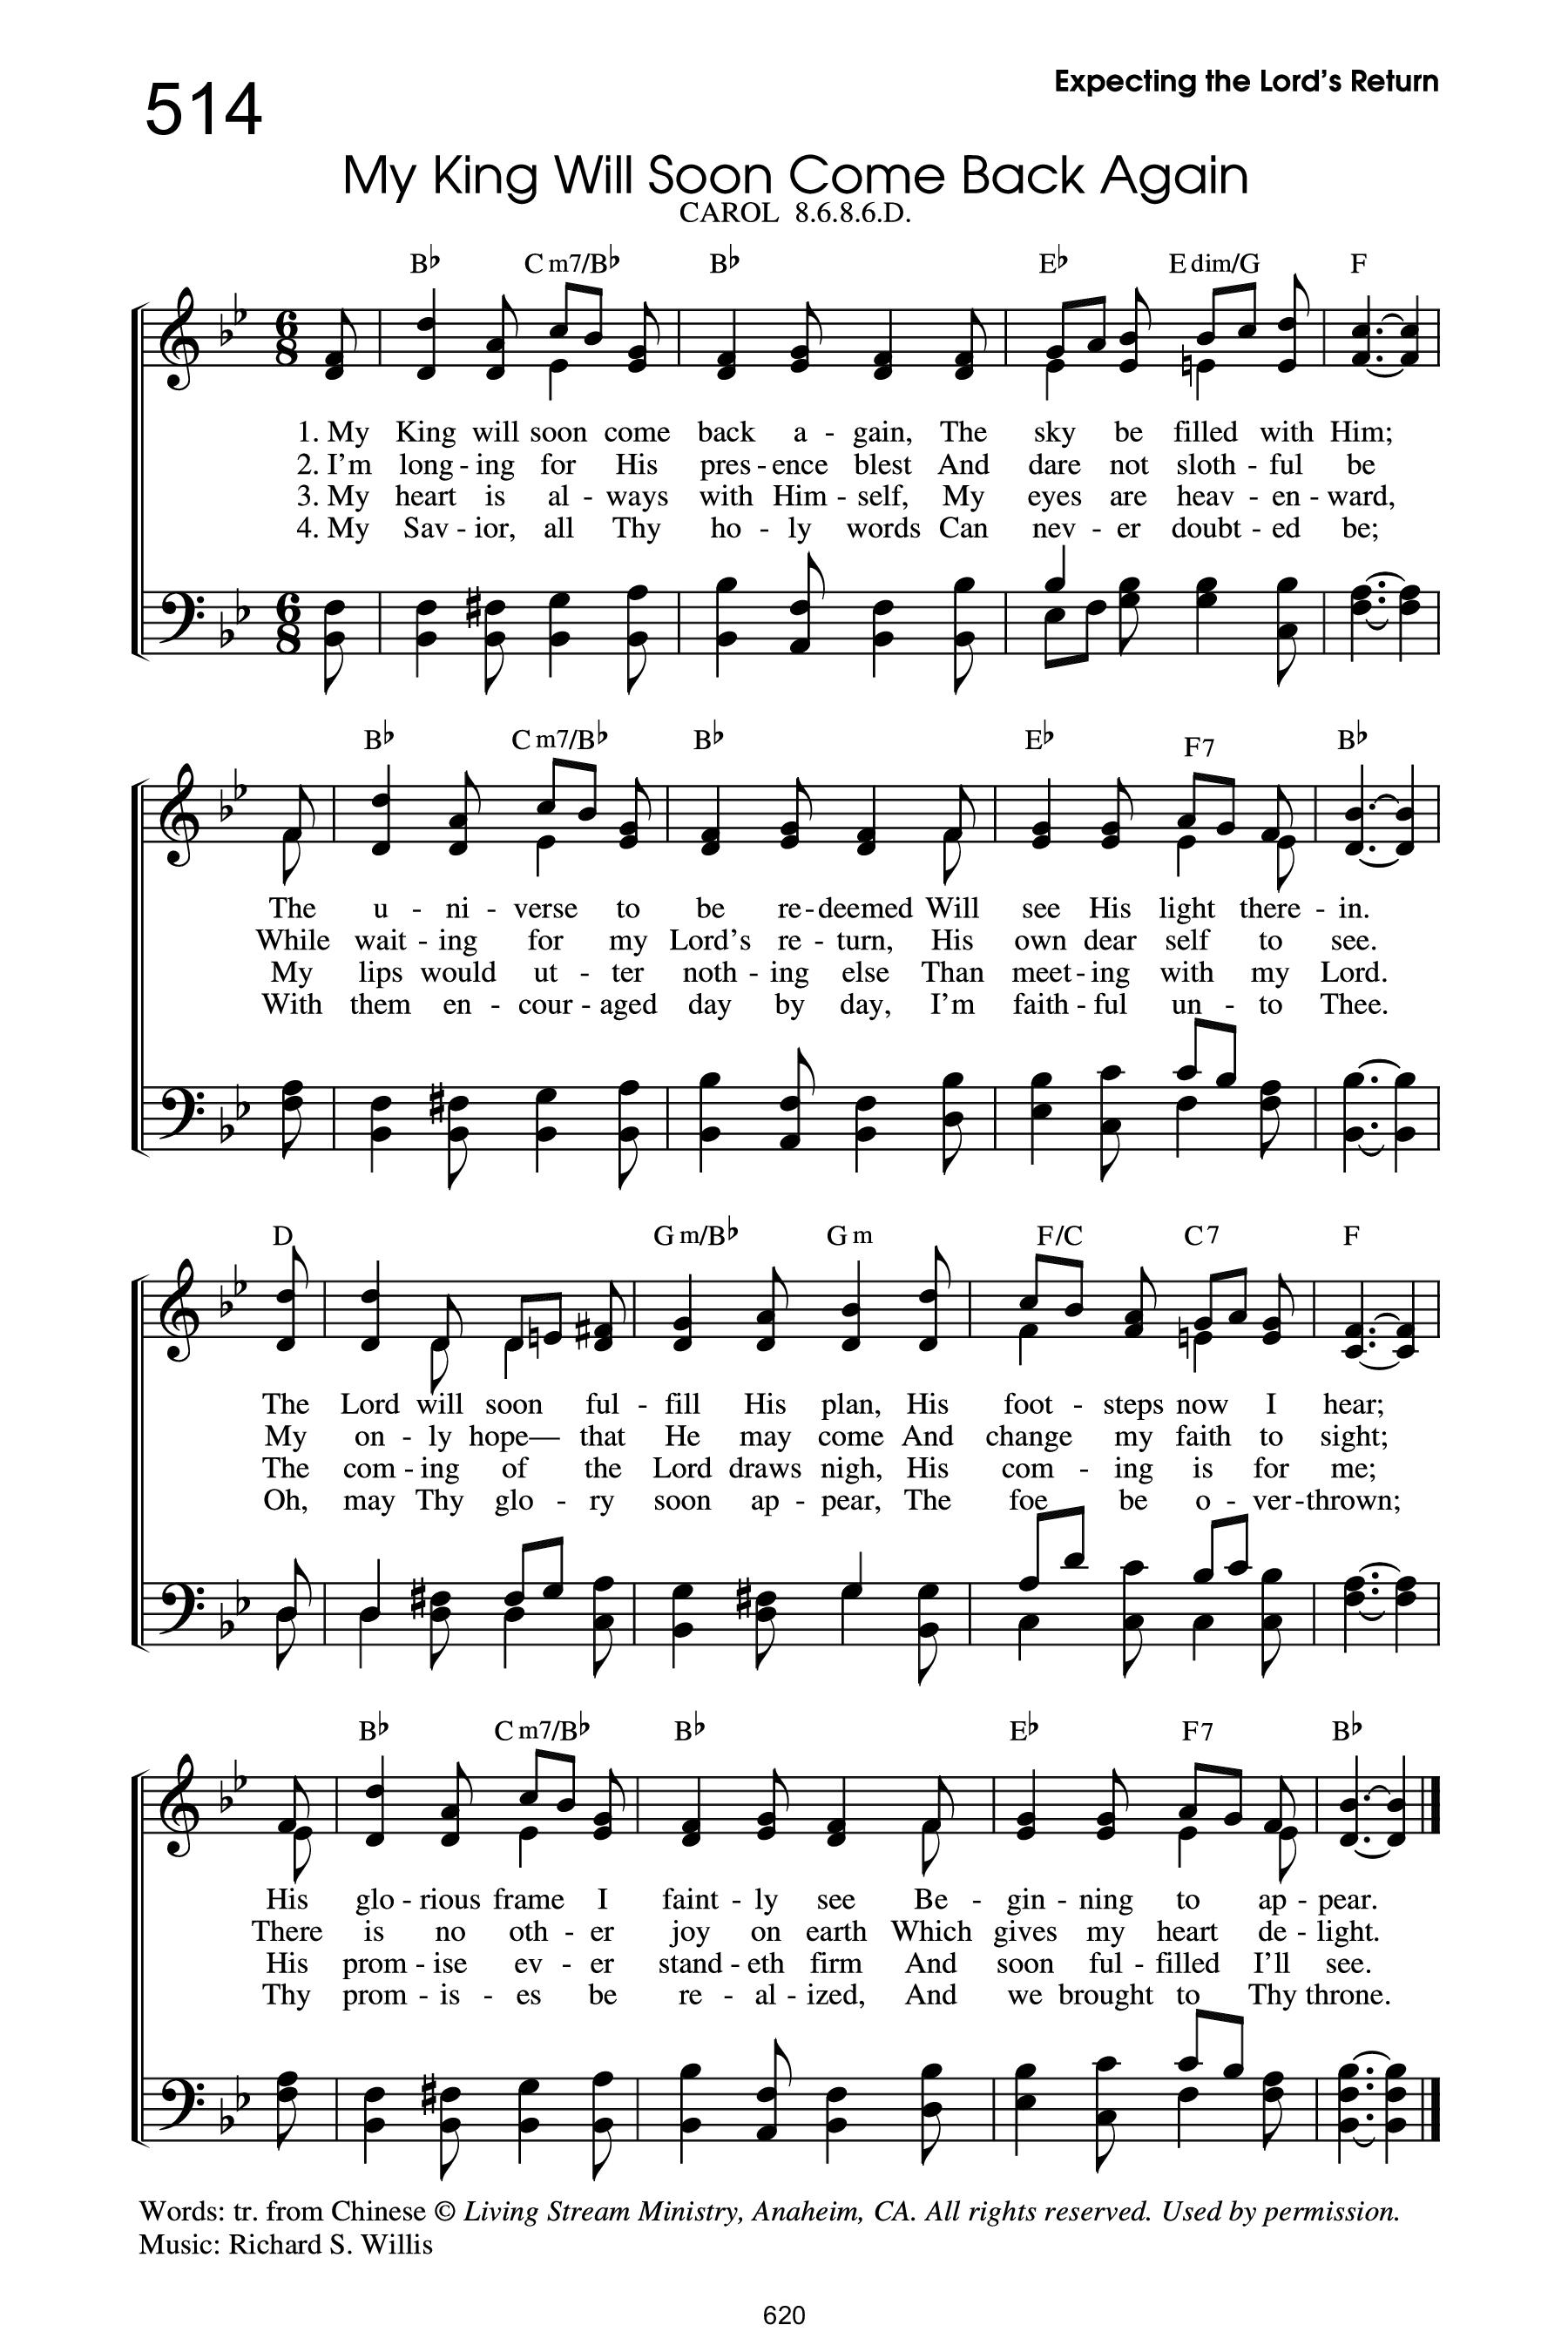 Expecting the Lord's Return
514
My King Will Soon Come Back Again
CAROL 8.6.8.6.D.
B♭ Cm7/B♭ B♭ E♭ Edim/G F
6 8
1. My King will soon come back a - gain, The sky be filled with Him;
2. I'm long - ing for His pres - ence blest And dare not sloth - ful be
3. My heart is al - ways with Him - self, My eyes are heav - en - ward,
4. My Sav - ior, all Thy ho - ly words Can nev - er doubt - ed be;
6 8
B♭ Cm7/B♭ B♭ E♭ F7 B♭
The u - ni - verse to be re - deemed Will see His light there - in.
While wait - ing for my Lord's re - turn, His own dear self to see.
My lips would ut - ter noth - ing else Than meet - ing with my Lord.
With them en - cour - aged day by day, I'm faith - ful un - to Thee.
D Gm/B♭ Gm F/C C7 F
The Lord will soon ful - fill His plan, His foot - steps now I hear;
My on - ly hope— that He may come And change my faith to sight;
The com - ing of the Lord draws nigh, His com - ing is for me;
Oh, may Thy glo - ry soon ap - pear, The foe be o - ver - thrown;
B♭ Cm7/B♭ B♭ E♭ F7 B♭
His glo - rious frame I faint - ly see Be - gin - ning to ap - pear.
There is no oth - er joy on earth Which gives my heart de - light.
His prom - ise ev - er stand - eth firm And soon ful - filled I'll see.
Thy prom - is - es be re - al - ized, And we brought to Thy throne.
Words: tr. from Chinese © Living Stream Ministry, Anaheim, CA. All rights reserved. Used by permission.
Music: Richard S. Willis
620